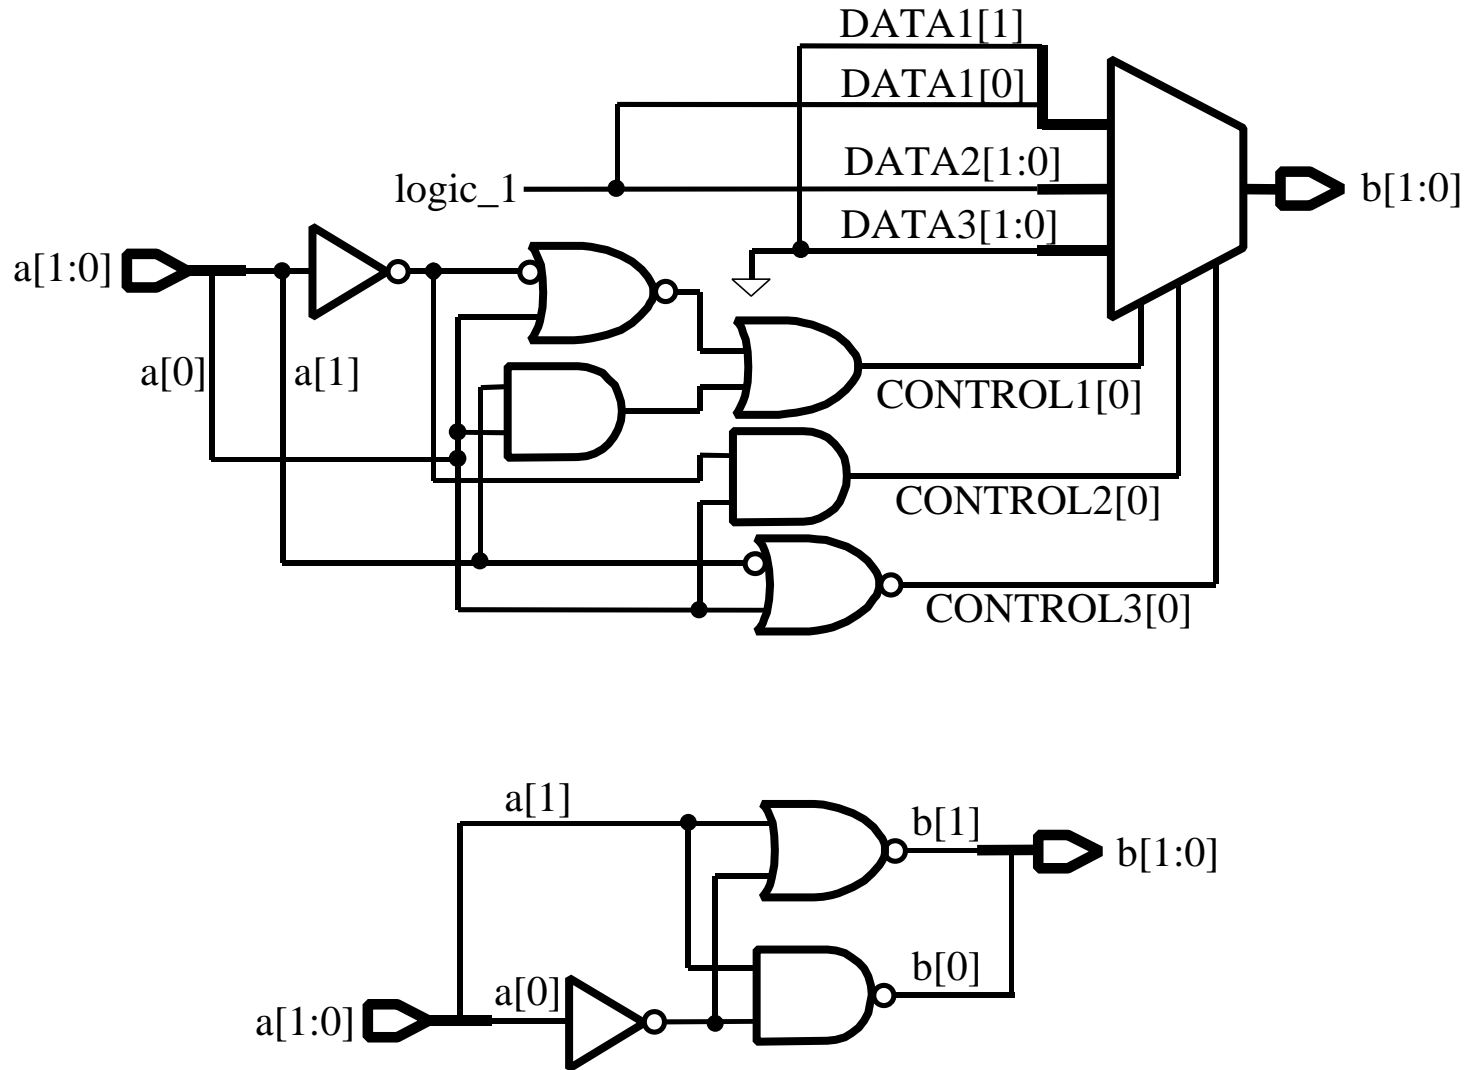 DATA1[1]
DATA1[0]
DATA2[1:0]
logic_1
b[1:0]
DATA3[1:0]
a[1:0]
a[0]
a[1]
CONTROL1[0]
CONTROL2[0]
CONTROL3[0]
a[1]
b[1]
b[1:0]
b[0]
a[0]
a[1:0]